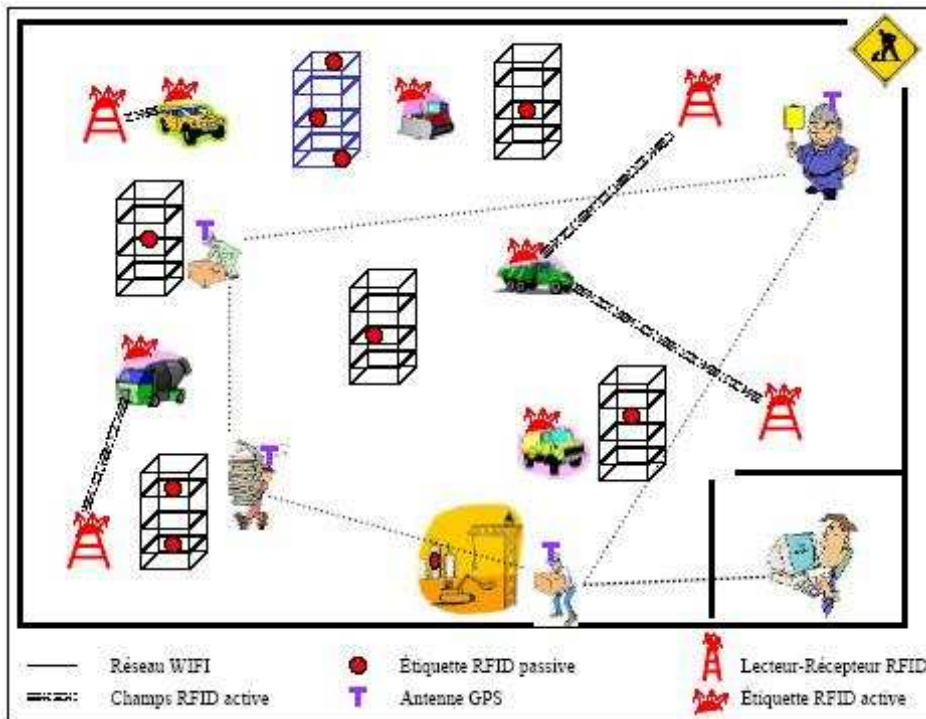 Réseau WIFI
Étiquette RFID passive
Lecteur-Récepteur RFID
Champs RFID active
Antenne GPS
Étiquette RFID active